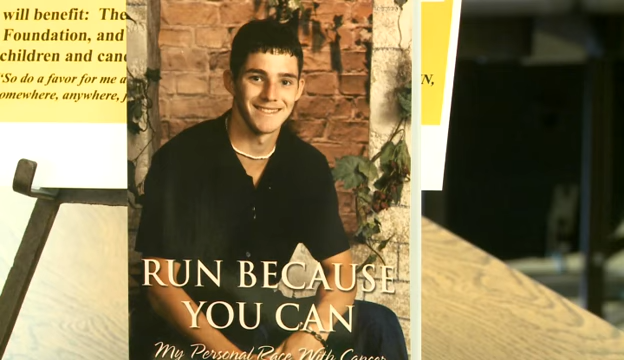 will benefit: The
Foundation, and
children and canc
"So do a favor for me a
omewhere, anywhere, j
N,
RUN BECAUSE
YOU CAN
My Personal Race With Cancer